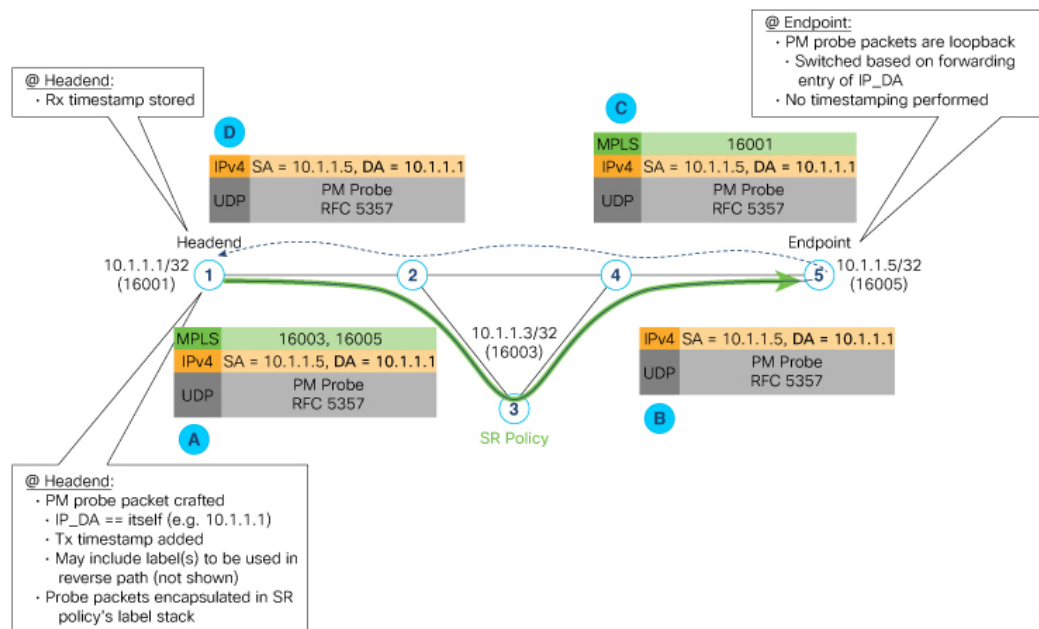 @ Headend:
· Rx timestamp stored
@ Endpoint:
· PM probe packets are loopback
· Switched based on forwarding
entry of IP_DA
· No timestamping performed
D
IPv4 SA = 10.1.1.5, DA = 10.1.1.1
UDP PM Probe
RFC 5357
C
MPLS 16001
IPv4 SA = 10.1.1.5, DA = 10.1.1.1
UDP PM Probe
RFC 5357
Headend
10.1.1.1/32
(16001)
1
2
4
5
Endpoint
10.1.1.5/32
(16005)
10.1.1.3/32
(16003)
3
SR Policy
MPLS 16003, 16005
IPv4 SA = 10.1.1.5, DA = 10.1.1.1
UDP PM Probe
RFC 5357
A
IPv4 SA = 10.1.1.5, DA = 10.1.1.1
UDP PM Probe
RFC 5357
B
@ Headend:
· PM probe packet crafted
· IP_DA == itself (e.g. 10.1.1.1)
· Tx timestamp added
· May include label(s) to be used in
reverse path (not shown)
· Probe packets encapsulated in SR
policy's label stack